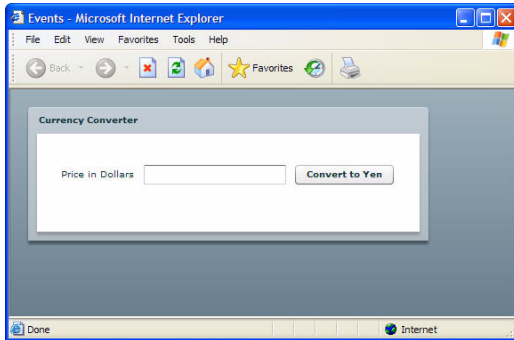 Events - Microsoft Internet Explorer
File Edit View Favorites Tools Help
Back Favorites
Currency Converter
Price in Dollars Convert to Yen
Done Internet